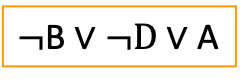 ¬B ∨ ¬D ∨ A